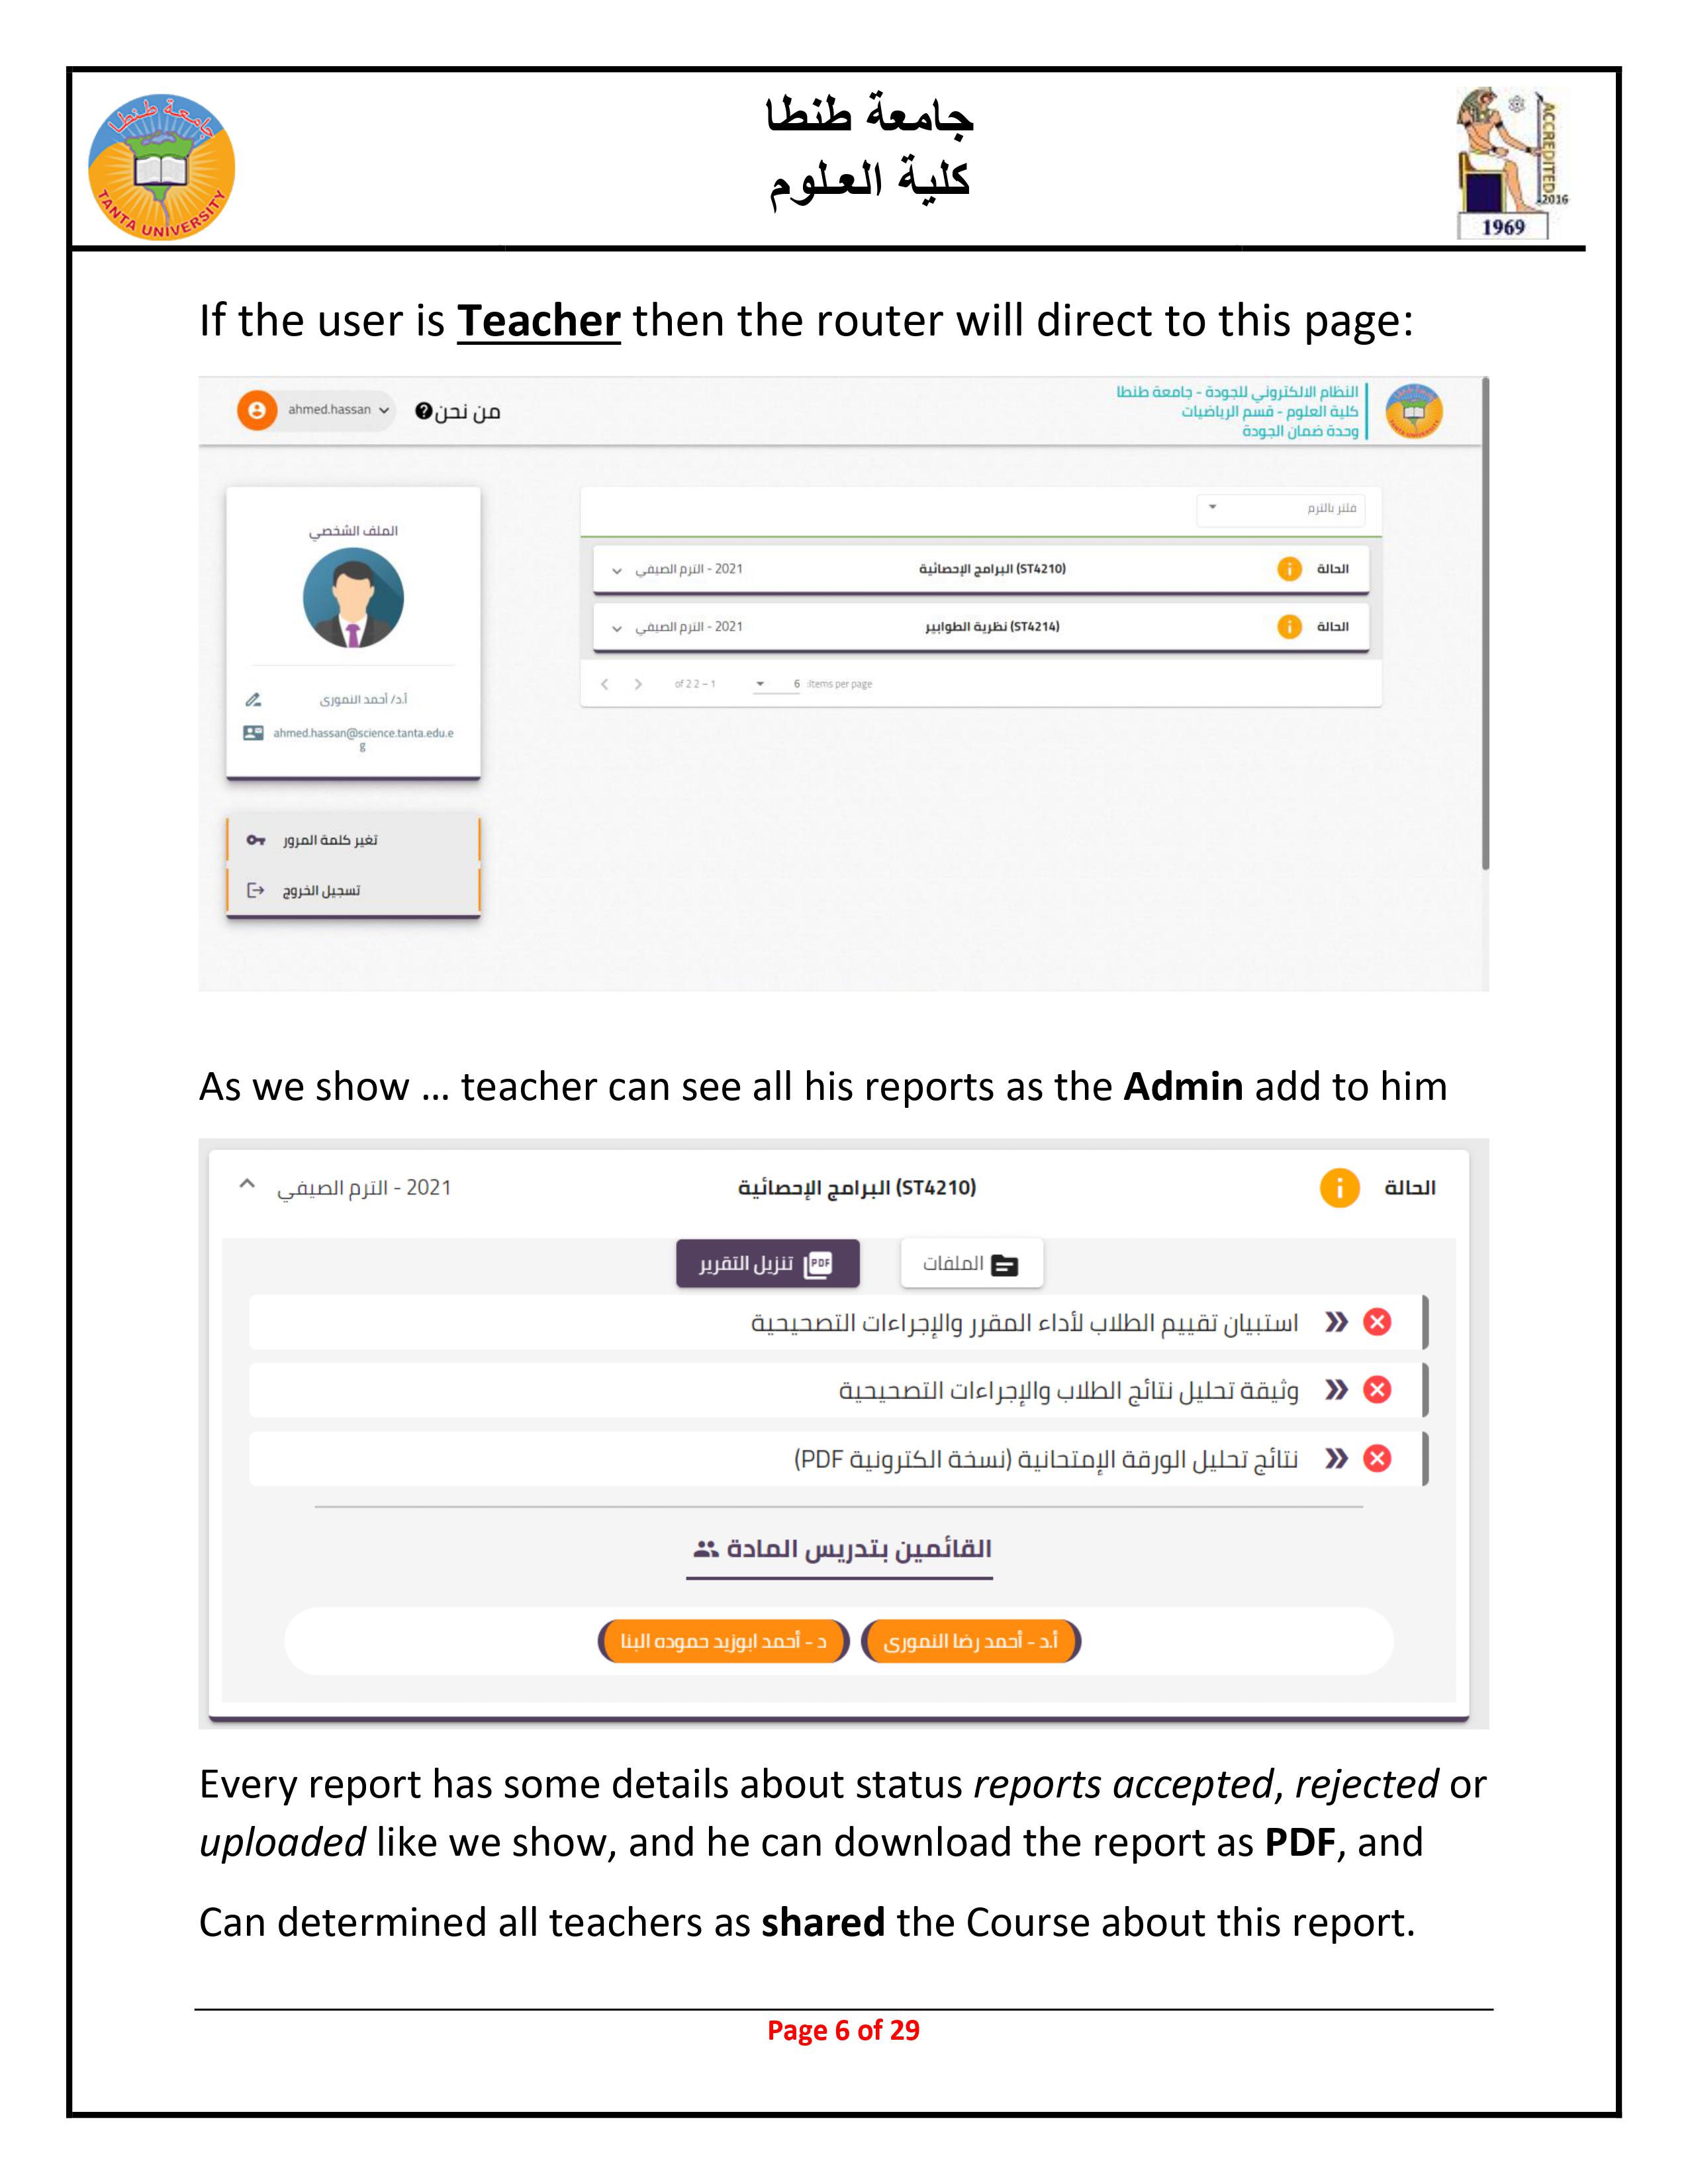 جامعة طنطا
كلية العلوم
جامعة طنطا
TANTA UNIVERSITY
ACCREDITED
2016
1969
If the user is Teacher then the router will direct to this page:
النظام الالكتروني للجودة - جامعة طنطا
كلية العلوم - قسم الرياضيات
وحدة ضمان الجودة
من نحن
ahmed.hassan
الملف الشخصي
أ.د/ أحمد النمورى
ahmed.hassan@science.tanta.edu.e
g
تغير كلمة المرور
تسجيل الخروج
فلتر بالترم
الحالة (ST4210) البرامج الإحصائية 2021 - الترم الصيفي
الحالة (ST4214) نظرية الطوابير 2021 - الترم الصيفي
of 2 2 – 1 6 :Items per page
As we show ... teacher can see all his reports as the Admin add to him
الحالة (ST4210) البرامج الإحصائية 2021 - الترم الصيفي
الملفات PDF تنزيل التقرير
استبيان تقييم الطلاب لأداء المقرر والإجراءات التصحيحية
وثيقة تحليل نتائج الطلاب والإجراءات التصحيحية
نتائج تحليل الورقة الإمتحانية (نسخة الكترونية PDF)
القائمين بتدريس المادة
أ.د - أحمد رضا النمورى د - أحمد ابوزيد حموده البنا
Every report has some details about status reports accepted, rejected or
uploaded like we show, and he can download the report as PDF, and
Can determined all teachers as shared the Course about this report.
Page 6 of 29